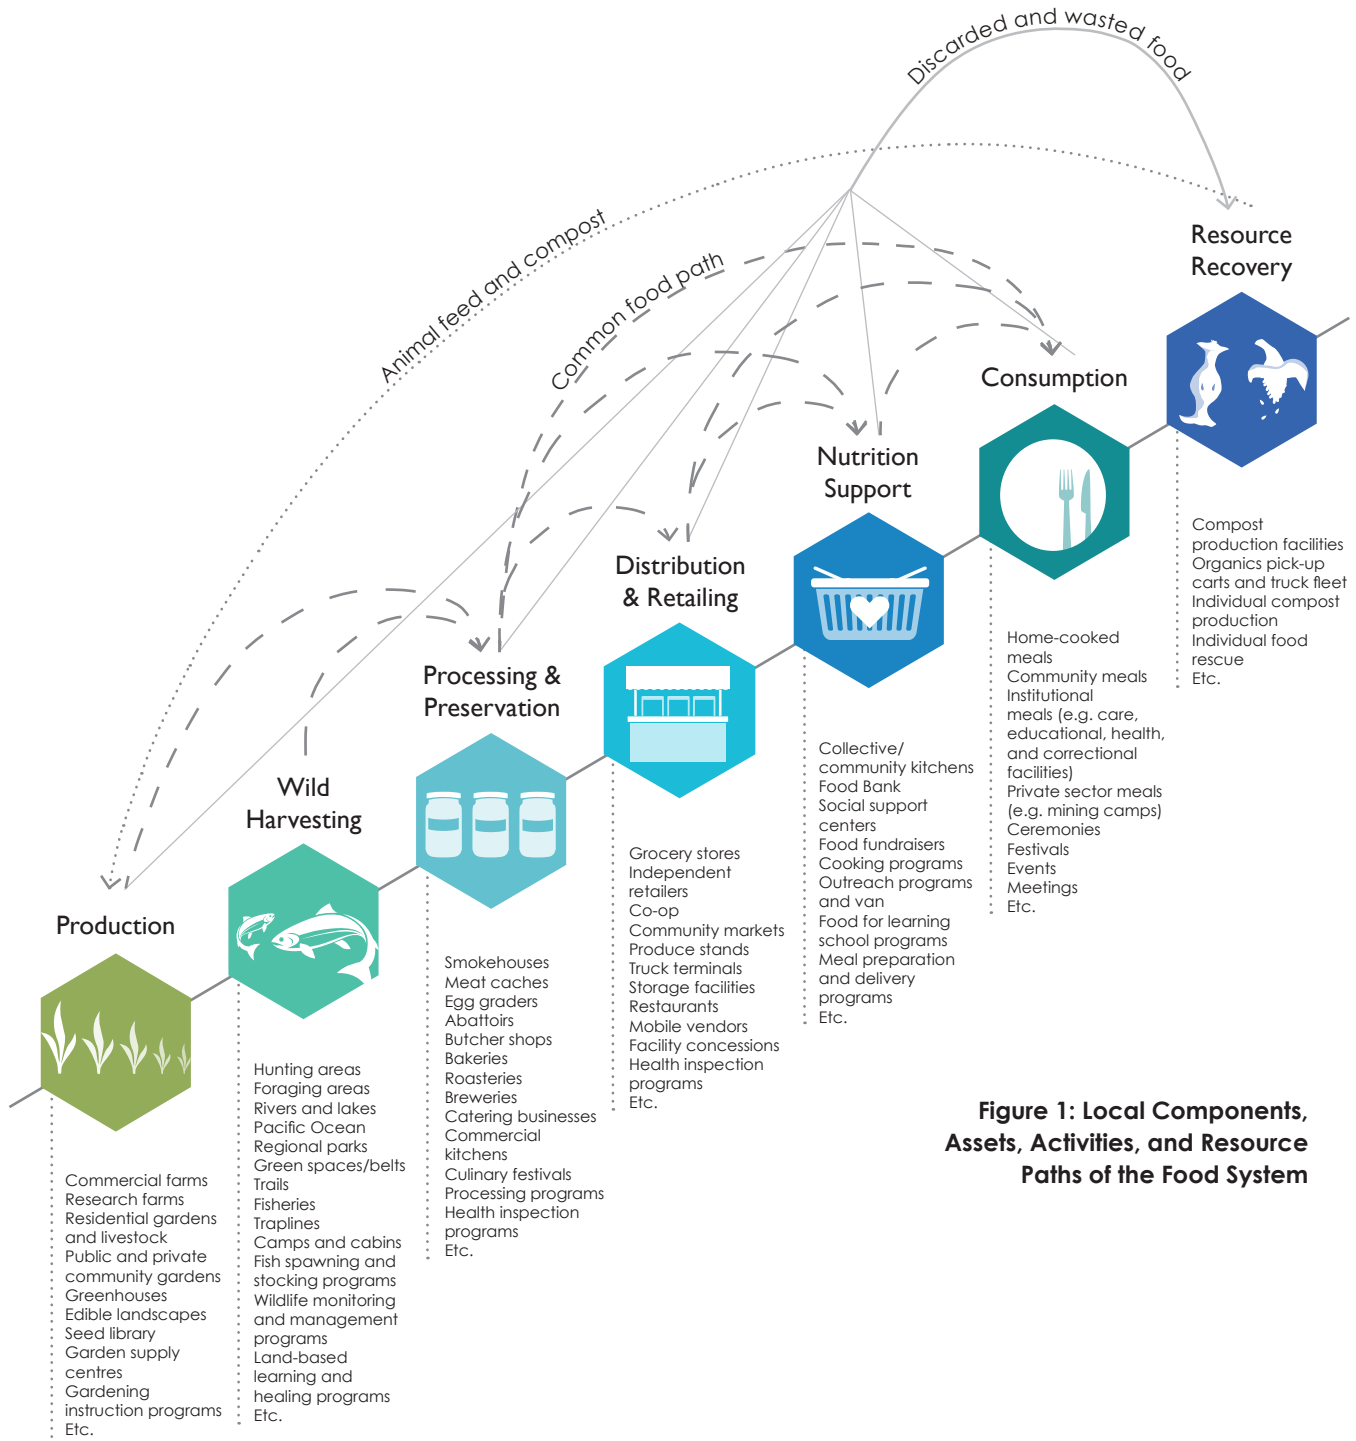 Discarded and wasted food
Animal feed and compost
Common food path
Resource
Recovery
Compost
production facilities
Organics pick-up
carts and truck fleet
Individual compost
production
Individual food
rescue
Etc.
Consumption
Home-cooked
meals
Community meals
Institutional
meals (e.g. care,
educational, health,
and correctional
facilities)
Private sector meals
(e.g. mining camps)
Ceremonies
Festivals
Events
Meetings
Etc.
Nutrition
Support
Collective/
community kitchens
Food Bank
Social support
centers
Food fundraisers
Cooking programs
Outreach programs
and van
Food for learning
school programs
Meal preparation
and delivery
programs
Etc.
Distribution
& Retailing
Grocery stores
Independent
retailers
Co-op
Community markets
Produce stands
Truck terminals
Storage facilities
Restaurants
Mobile vendors
Facility concessions
Health inspection
programs
Etc.
Processing &
Preservation
Smokehouses
Meat caches
Egg graders
Abattoirs
Butcher shops
Bakeries
Roasteries
Breweries
Catering businesses
Commercial
kitchens
Culinary festivals
Processing programs
Health inspection
programs
Etc.
Wild
Harvesting
Hunting areas
Foraging areas
Rivers and lakes
Pacific Ocean
Regional parks
Green spaces/belts
Trails
Fisheries
Traplines
Camps and cabins
Fish spawning and
stocking programs
Wildlife monitoring
and management
programs
Land-based
learning and
healing programs
Etc.
Production
Commercial farms
Research farms
Residential gardens
and livestock
Public and private
community gardens
Greenhouses
Edible landscapes
Seed library
Garden supply
centres
Gardening
instruction programs
Etc.
Figure 1: Local Components,
Assets, Activities, and Resource
Paths of the Food System